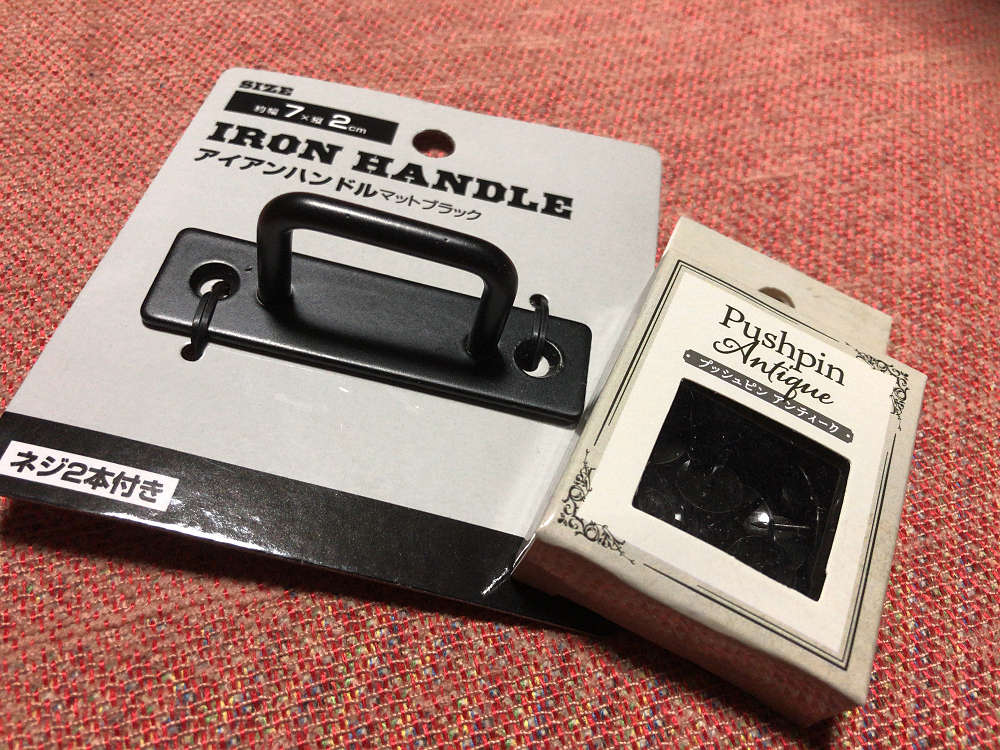 SIZE
約幅7×縦2cm
IRON HANDLE
アイアンハンドルマットブラック
ネジ2本付き
Pushpin
Antique
プッシュピン アンティーク